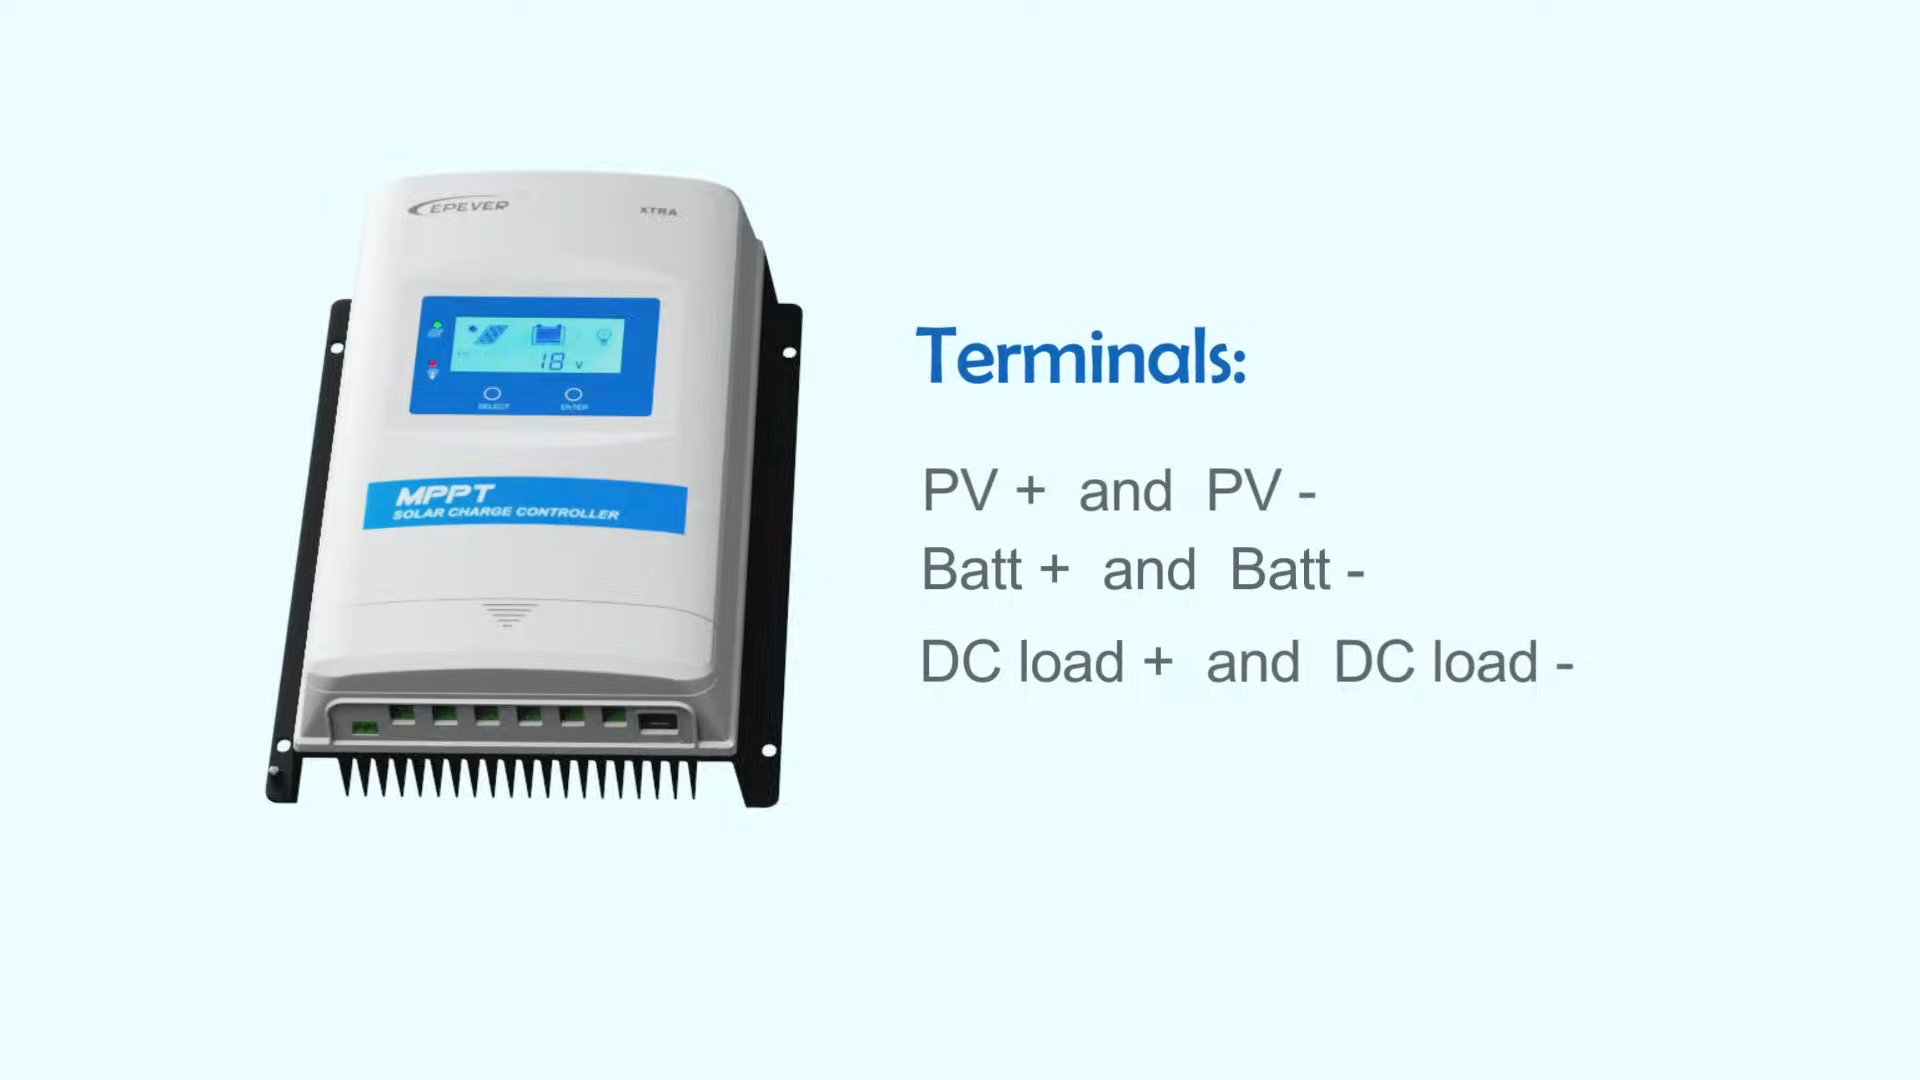 EPEVER
XTRA
18 V
SELECT
ENTER
MPPT
SOLAR CHARGE CONTROLLER
Terminals:
PV + and PV -
Batt + and Batt -
DC load + and DC load -